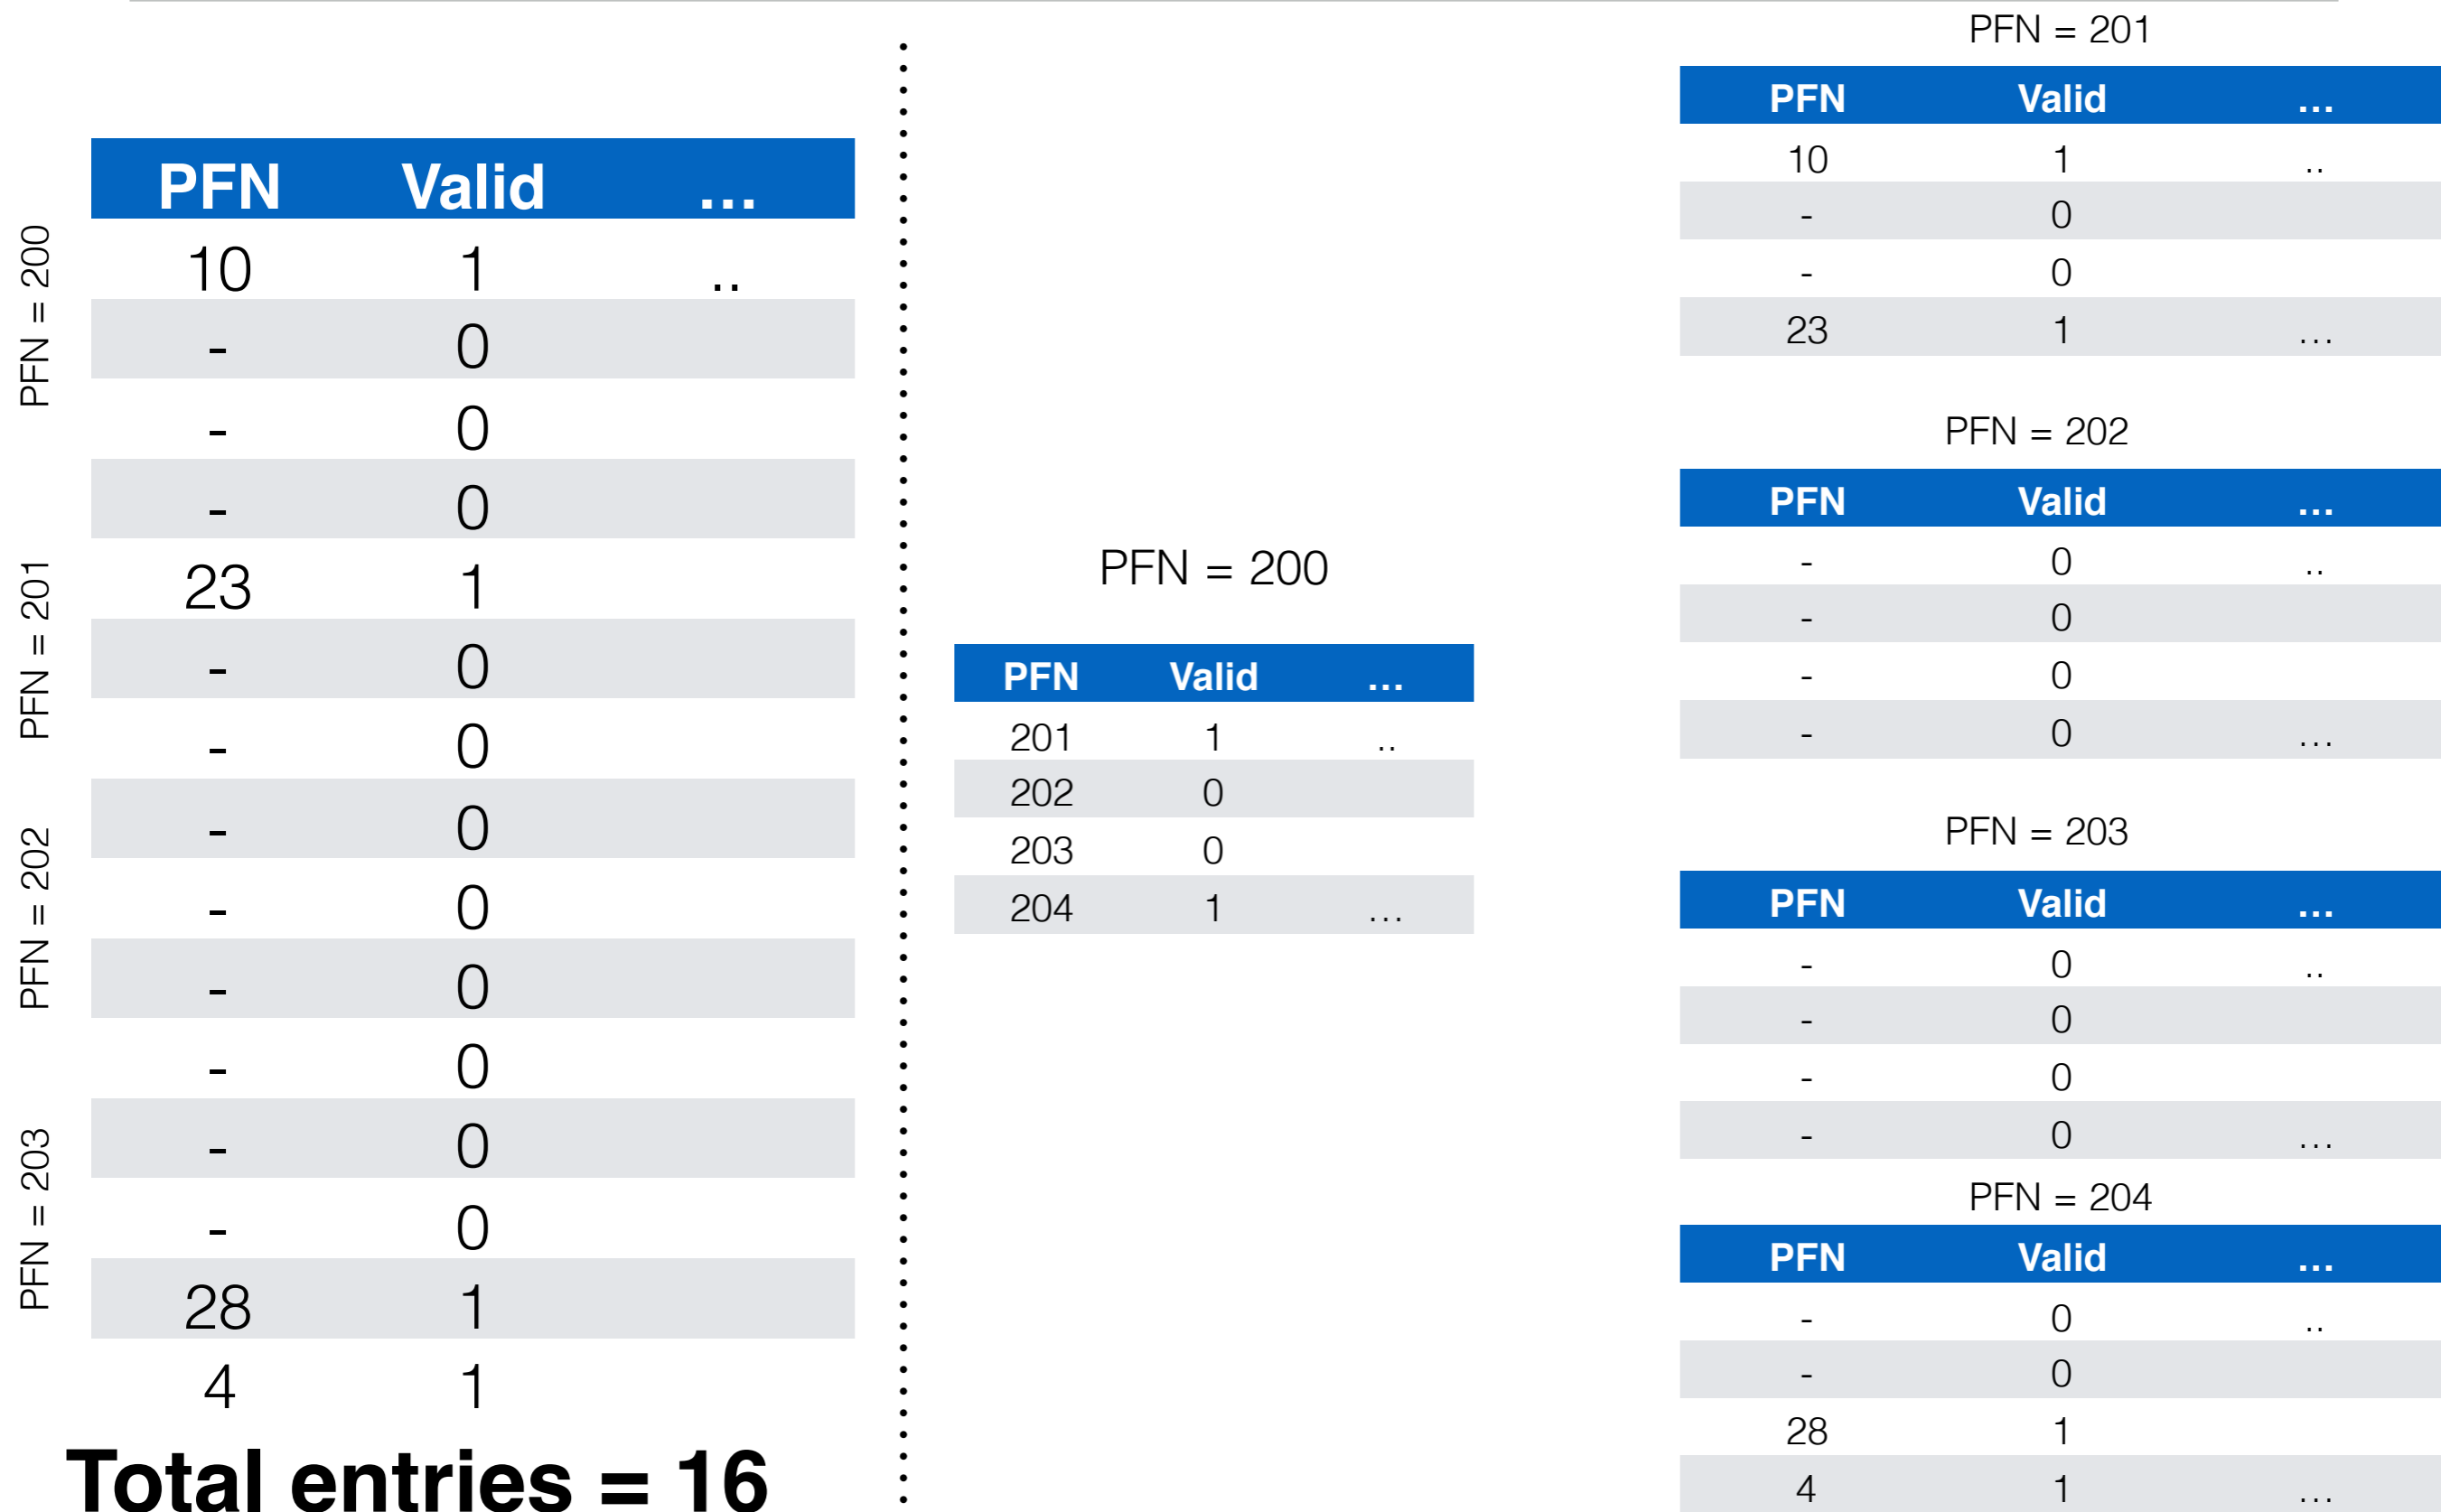 PFN Valid ...
PFN = 200
10 1 ..
- 0
- 0
- 0
PFN = 201
23 1
- 0
- 0
- 0
PFN = 202
- 0
- 0
- 0
- 0
PFN = 203
- 0
28 1
4 1
Total entries = 16
PFN = 200
PFN Valid ...
201 1 ..
202 0
203 0
204 1 ...
PFN = 201
PFN Valid ...
10 1 ..
- 0
- 0
23 1 ...
PFN = 202
PFN Valid ...
- 0 ..
- 0
- 0
- 0 ...
PFN = 203
PFN Valid ...
- 0 ..
- 0
- 0
- 0 ...
PFN = 204
PFN Valid ...
- 0 ..
- 0
28 1
4 1 ...